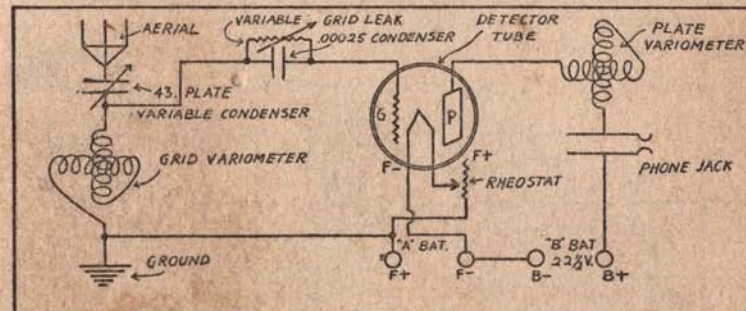 AERIAL
43. PLATE
VARIABLE CONDENSER
GRID VARIOMETER
GROUND
VARIABLE
GRID LEAK
.00025 CONDENSER
DETECTOR
TUBE
G
P
F-
F+
RHEOSTAT
PLATE
VARIOMETER
PHONE JACK
"A" BAT.
F+
F-
B-
"B" BAT
22½V.
B+